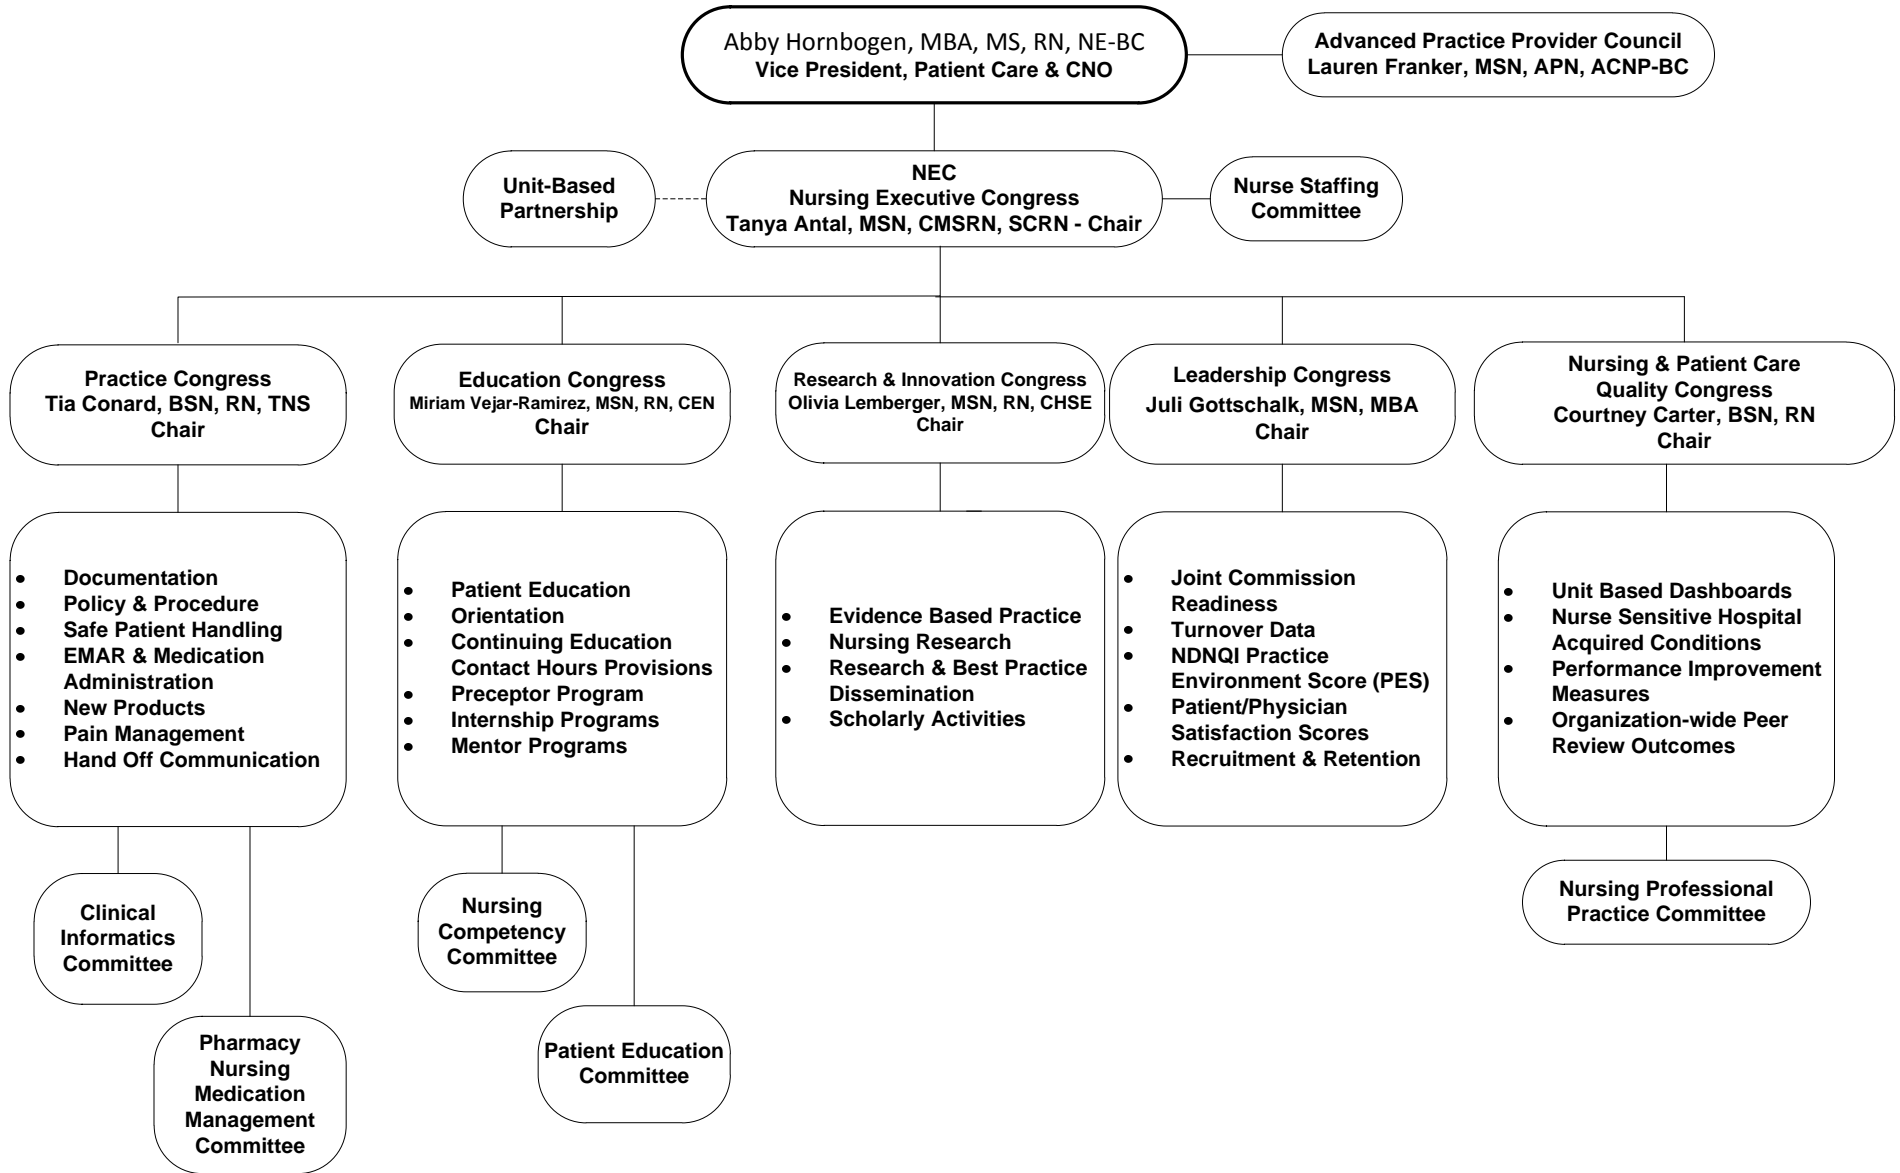 Abby Hornbogen, MBA, MS, RN, NE-BC
Vice President, Patient Care & CNO
Advanced Practice Provider Council
Lauren Franker, MSN, APN, ACNP-BC
Unit-Based
Partnership
NEC
Nursing Executive Congress
Tanya Antal, MSN, CMSRN, SCRN - Chair
Nurse Staffing
Committee
Practice Congress
Tia Conard, BSN, RN, TNS
Chair
Education Congress
Miriam Vejar-Ramirez, MSN, RN, CEN
Chair
Research & Innovation Congress
Olivia Lemberger, MSN, RN, CHSE
Chair
Leadership Congress
Juli Gottschalk, MSN, MBA
Chair
Nursing & Patient Care
Quality Congress
Courtney Carter, BSN, RN
Chair
• Documentation
• Policy & Procedure
• Safe Patient Handling
• EMAR & Medication
Administration
• New Products
• Pain Management
• Hand Off Communication
• Patient Education
• Orientation
• Continuing Education
Contact Hours Provisions
• Preceptor Program
• Internship Programs
• Mentor Programs
• Evidence Based Practice
• Nursing Research
• Research & Best Practice
Dissemination
• Scholarly Activities
• Joint Commission
Readiness
• Turnover Data
• NDNQI Practice
Environment Score (PES)
• Patient/Physician
Satisfaction Scores
• Recruitment & Retention
• Unit Based Dashboards
• Nurse Sensitive Hospital
Acquired Conditions
• Performance Improvement
Measures
• Organization-wide Peer
Review Outcomes
Clinical
Informatics
Committee
Pharmacy
Nursing
Medication
Management
Committee
Nursing
Competency
Committee
Patient Education
Committee
Nursing Professional
Practice Committee